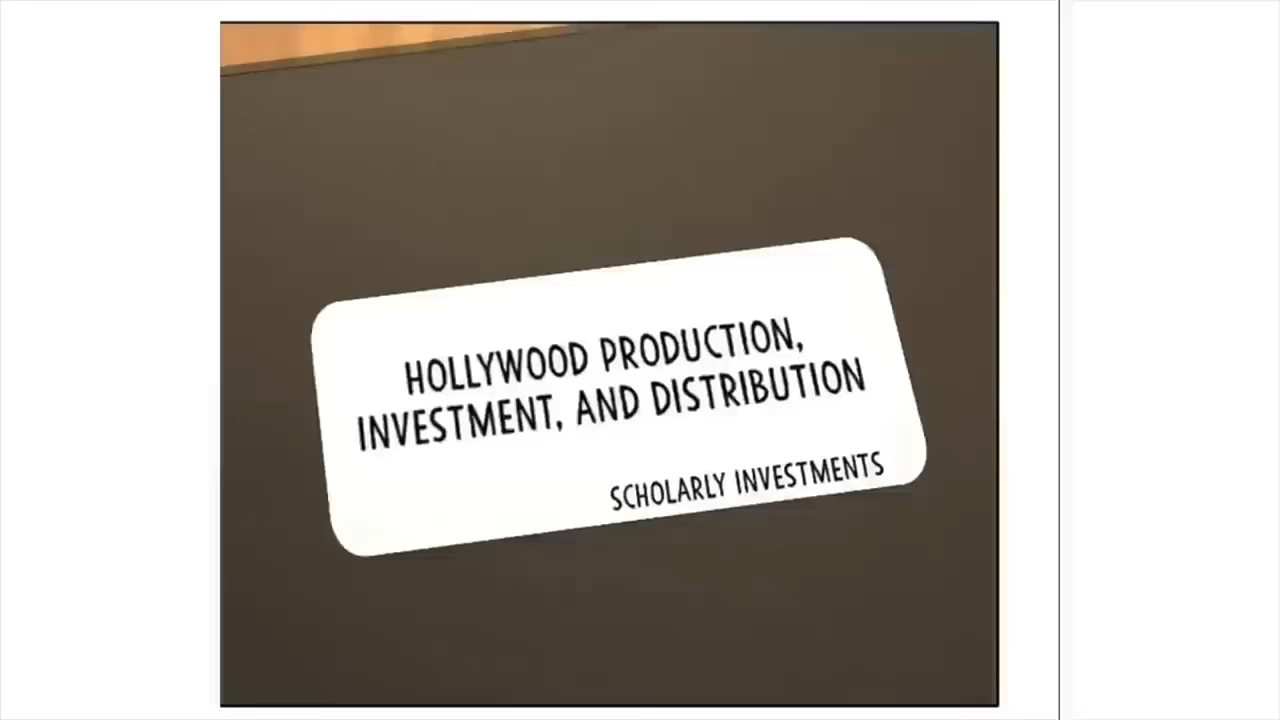 HOLLYWOOD PRODUCTION,
INVESTMENT, AND DISTRIBUTION
SCHOLARLY INVESTMENTS